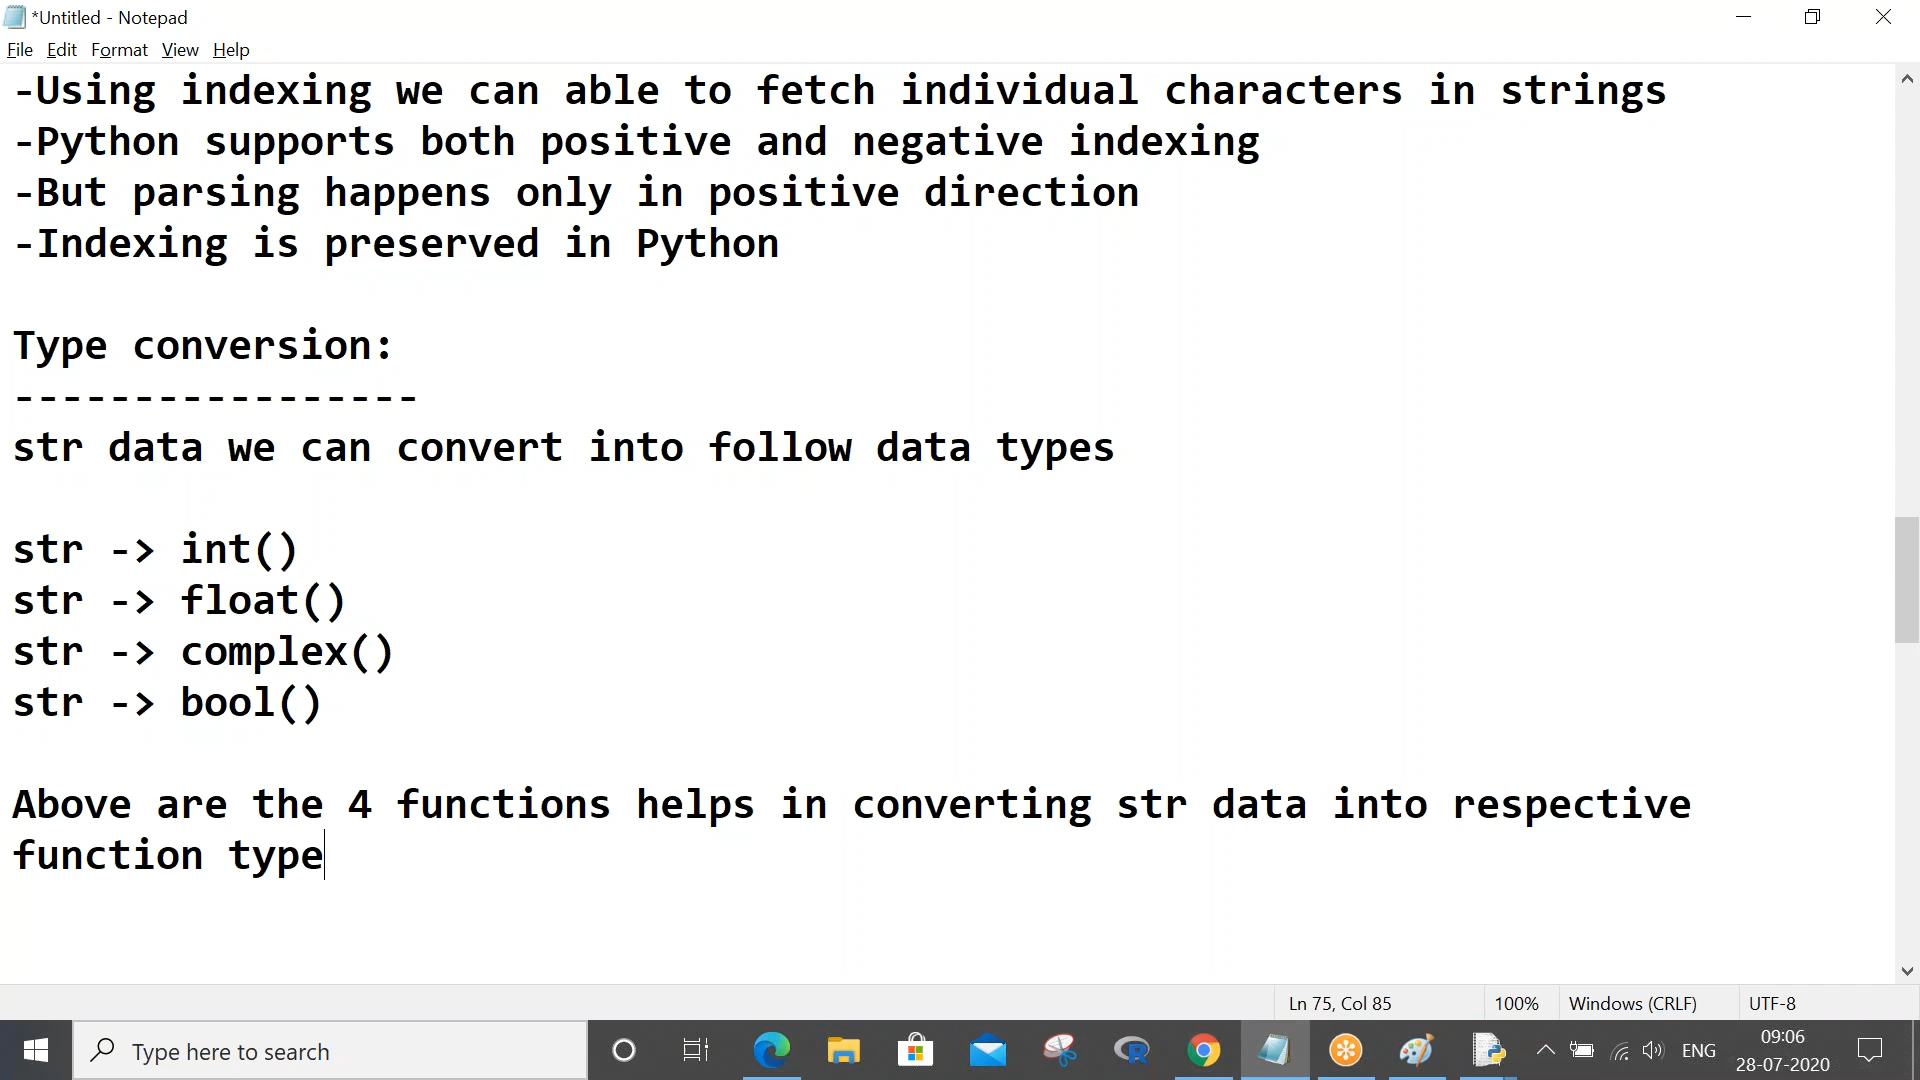 *Untitled - Notepad
File Edit Format View Help
-Using indexing we can able to fetch individual characters in strings
-Python supports both positive and negative indexing
-But parsing happens only in positive direction
-Indexing is preserved in Python
Type conversion:
-----------------
str data we can convert into follow data types
str -> int()
str -> float()
str -> complex()
str -> bool()
Above are the 4 functions helps in converting str data into respective
function type
Ln 75, Col 85 100% Windows (CRLF) UTF-8
Type here to search
R
ENG
09:06
28-07-2020